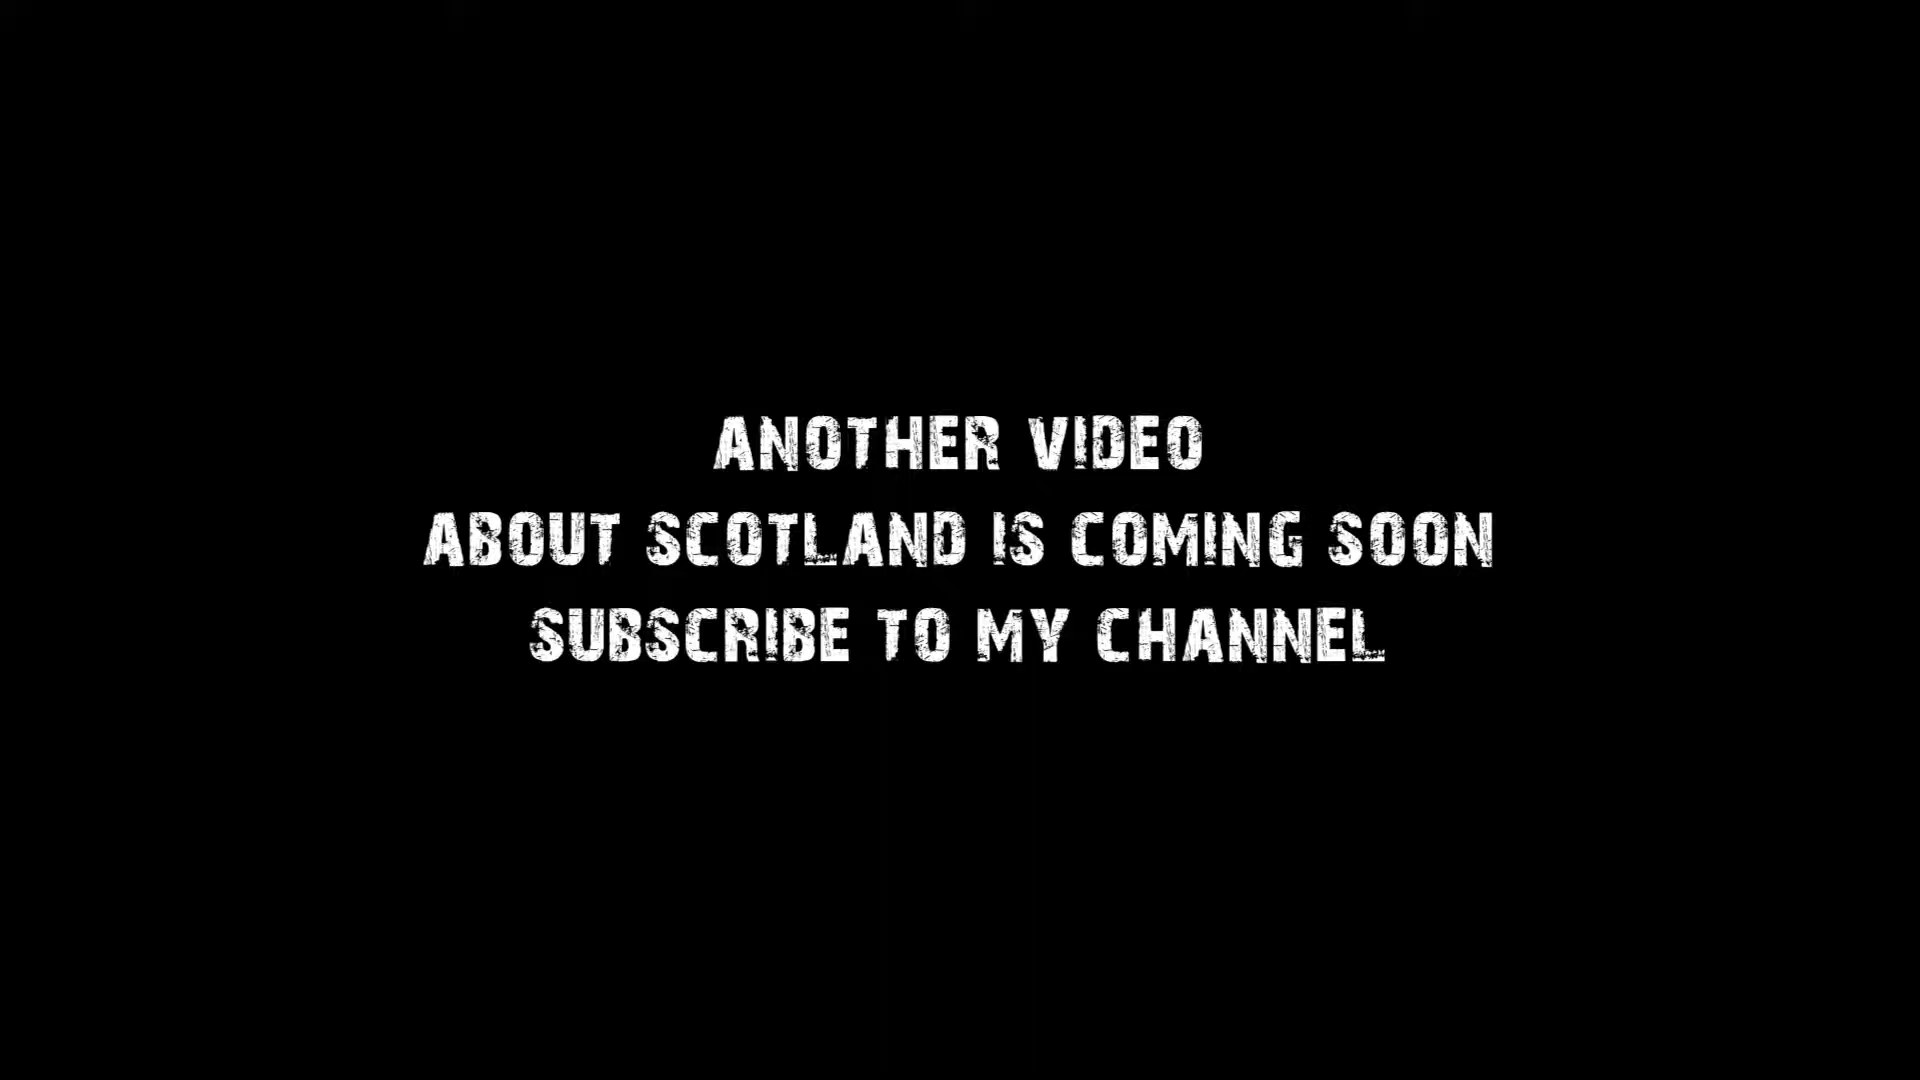 ANOTHER VIDEO
ABOUT SCOTLAND IS COMING SOON
SUBSCRIBE TO MY CHANNEL